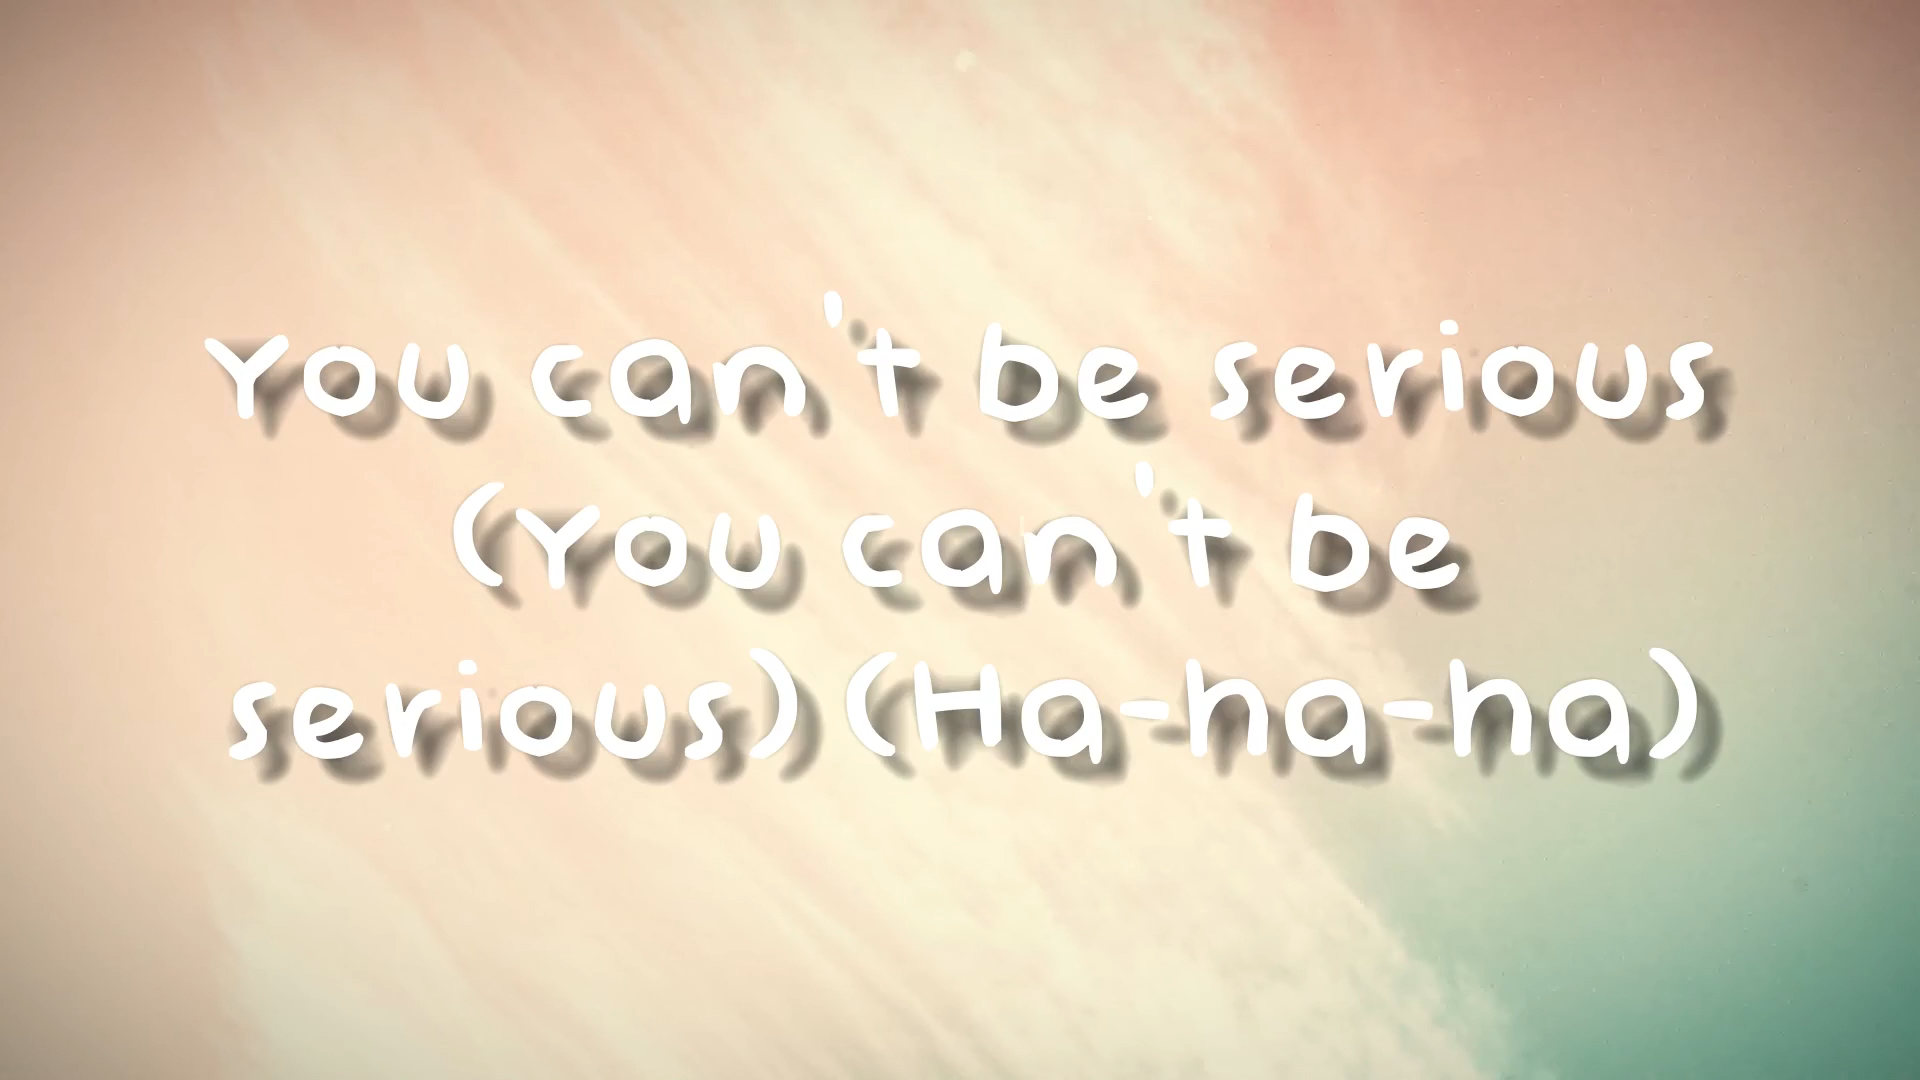 You can't be serious
(You can't be
serious) (Ha-ha-ha)